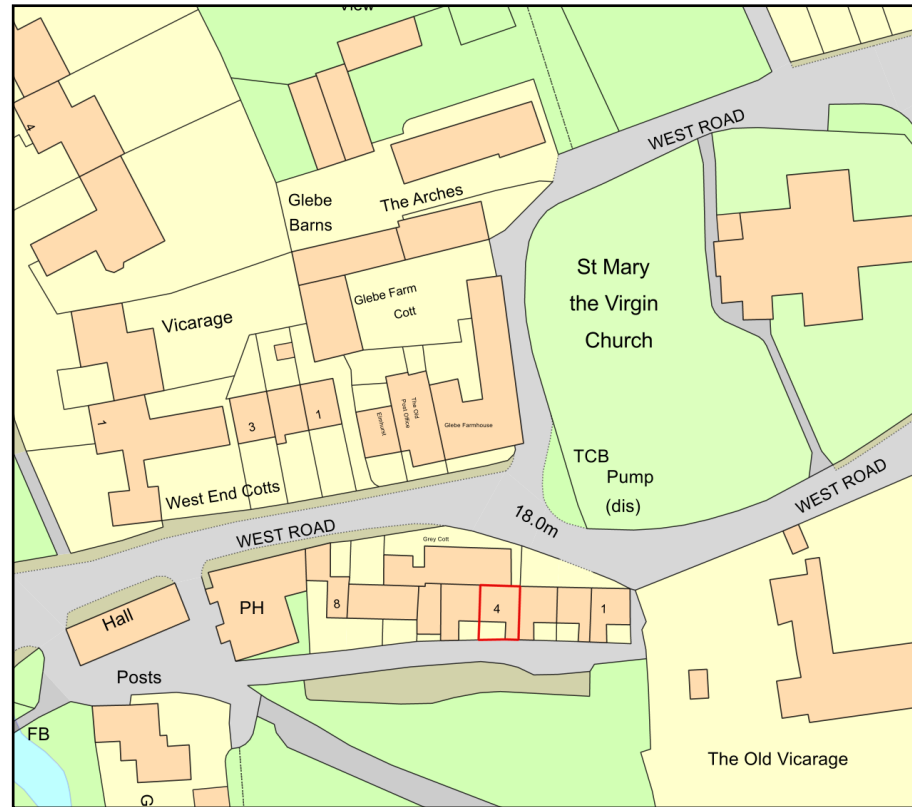 View
WEST ROAD
4
Glebe
Barns
The Arches
St Mary
the Virgin
Church
Glebe Farm
Cott
Vicarage
1
3
1
Elmhurst
The Old
Post Office
Glebe Farmhouse
TCB
Pump
(dis)
WEST ROAD
West End Cotts
18.0m
WEST ROAD
Grey Cott
Hall
PH
8
4
1
Posts
FB
The Old Vicarage
G